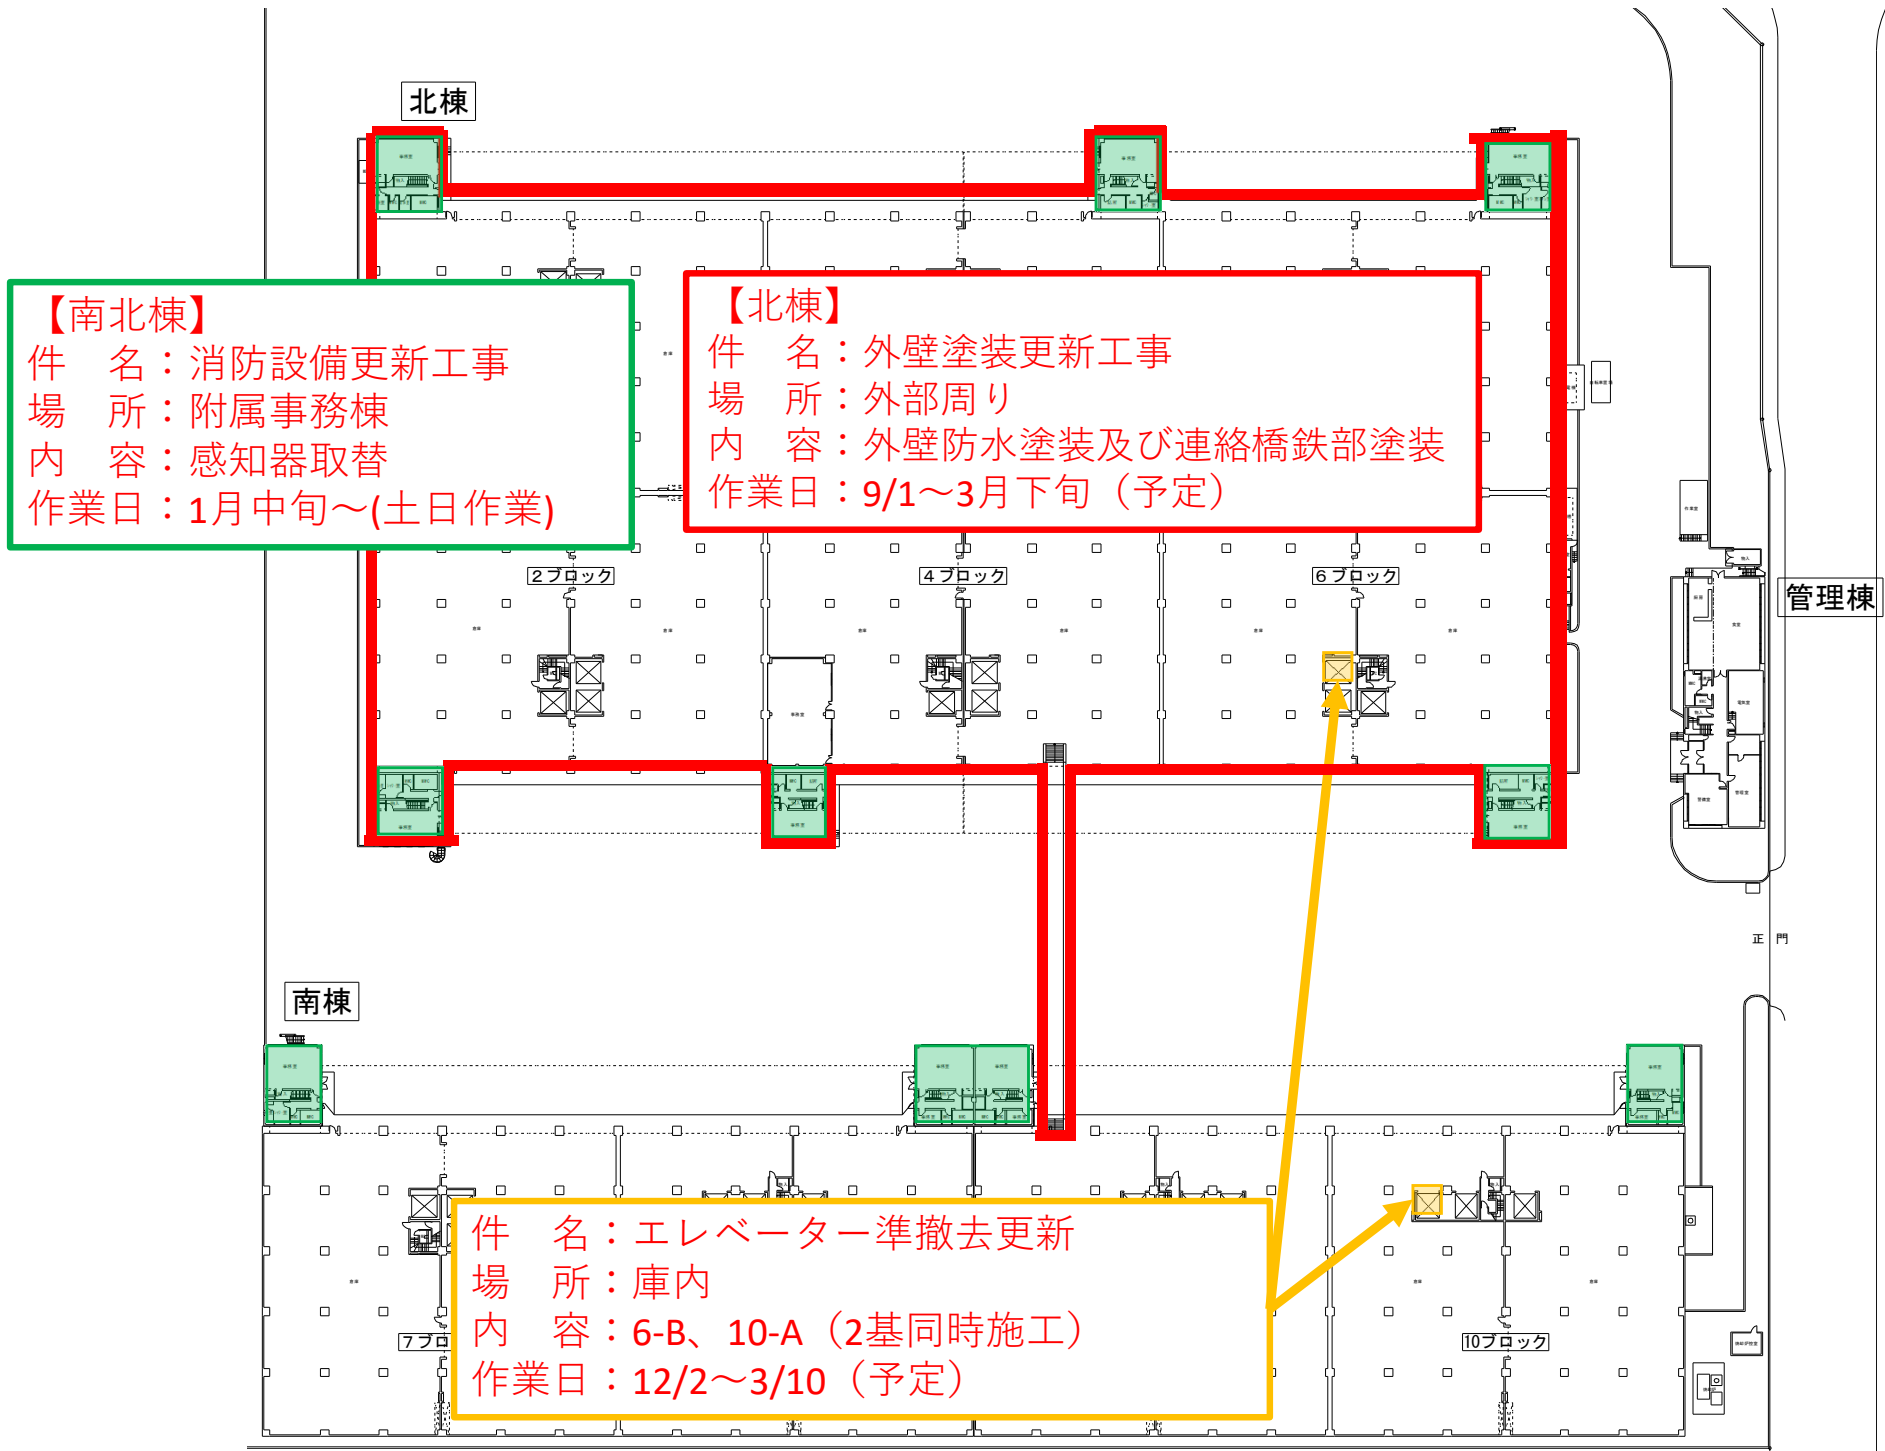 北棟
【南北棟】
件　名：消防設備更新工事
場　所：附属事務棟
内　容：感知器取替
作業日：1月中旬～(土日作業)
【北棟】
件　名：外壁塗装更新工事
場　所：外部周り
内　容：外壁防水塗装及び連絡橋鉄部塗装
作業日：9/1～3月下旬（予定）
2ブロック
4ブロック
6ブロック
管理棟
正門
南棟
件　名：エレベーター準撤去更新
場　所：庫内
内　容：6-B、10-A（2基同時施工）
作業日：12/2～3/10（予定）
7ブロ
10ブロック